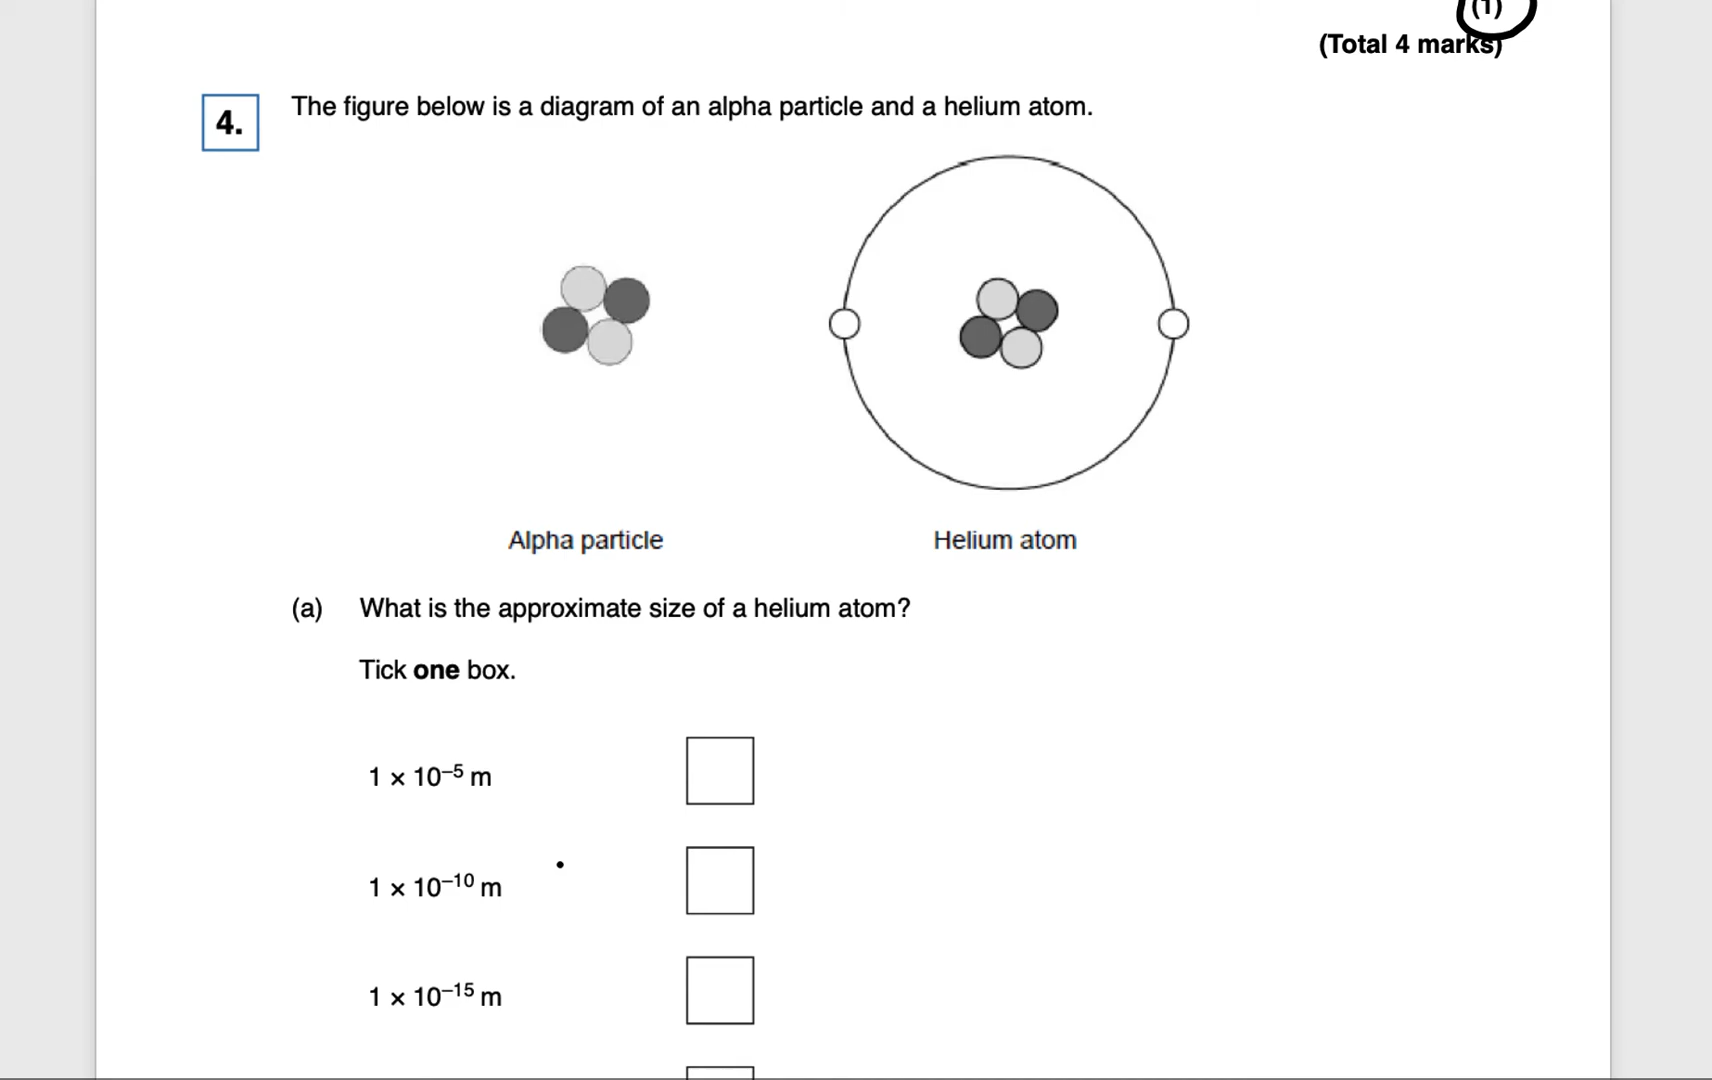 (1)
(Total 4 marks)
4.
The figure below is a diagram of an alpha particle and a helium atom.
Alpha particle
Helium atom
(a) What is the approximate size of a helium atom?
Tick one box.
1 × 10⁻⁵ m
1 × 10⁻¹⁰ m
1 × 10⁻¹⁵ m